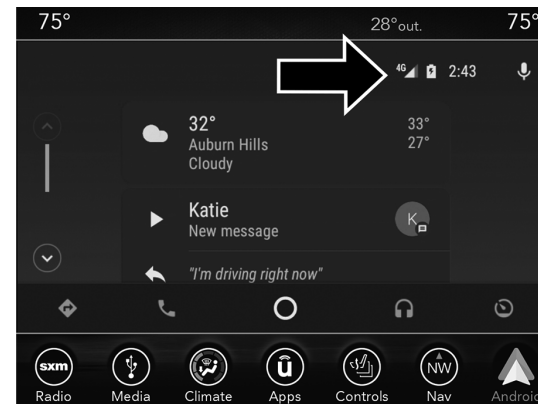 75°
28°out.
75°
4G
2:43
32°
33°
Auburn Hills
27°
Cloudy
Katie
K
New message
"I'm driving right now"
sxm
û
NW
Radio
Media
Climate
Apps
Controls
Nav
Android